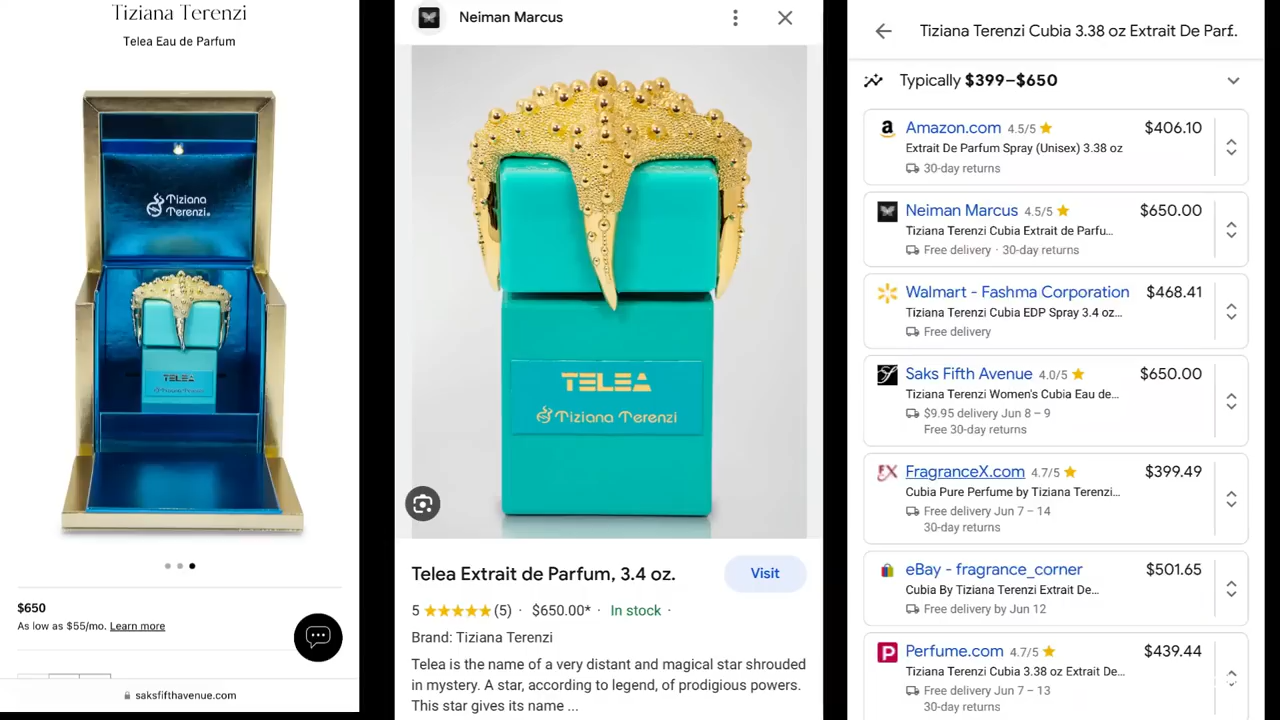 Tiziana Terenzi
Telea Eau de Parfum
Tiziana
Terenzi
TELEA
Tiziana Terenzi
$650
As low as $55/mo. Learn more
saksfifthavenue.com
Neiman Marcus
TELEA
Tiziana Terenzi
Telea Extrait de Parfum, 3.4 oz.
Visit
5 ★★★★★ (5) · $650.00* · In stock ·
Brand: Tiziana Terenzi
Telea is the name of a very distant and magical star shrouded
in mystery. A star, according to legend, of prodigious powers.
This star gives its name ...
Tiziana Terenzi Cubia 3.38 oz Extrait De Parf..
Typically $399–$650
Amazon.com 4.5/5 ★ $406.10
Extrait De Parfum Spray (Unisex) 3.38 oz
30-day returns
Neiman Marcus 4.5/5 ★ $650.00
Tiziana Terenzi Cubia Extrait de Parfu...
Free delivery · 30-day returns
Walmart - Fashma Corporation $468.41
Tiziana Terenzi Cubia EDP Spray 3.4 oz...
Free delivery
Saks Fifth Avenue 4.0/5 ★ $650.00
Tiziana Terenzi Women's Cubia Eau de...
$9.95 delivery Jun 8 – 9
Free 30-day returns
FragranceX.com 4.7/5 ★ $399.49
Cubia Pure Perfume by Tiziana Terenzi...
Free delivery Jun 7 – 14
30-day returns
eBay - fragrance_corner $501.65
Cubia By Tiziana Terenzi Extrait De...
Free delivery by Jun 12
Perfume.com 4.7/5 ★ $439.44
Tiziana Terenzi Cubia 3.38 oz Extrait De...
Free delivery Jun 7 – 13
30-day returns